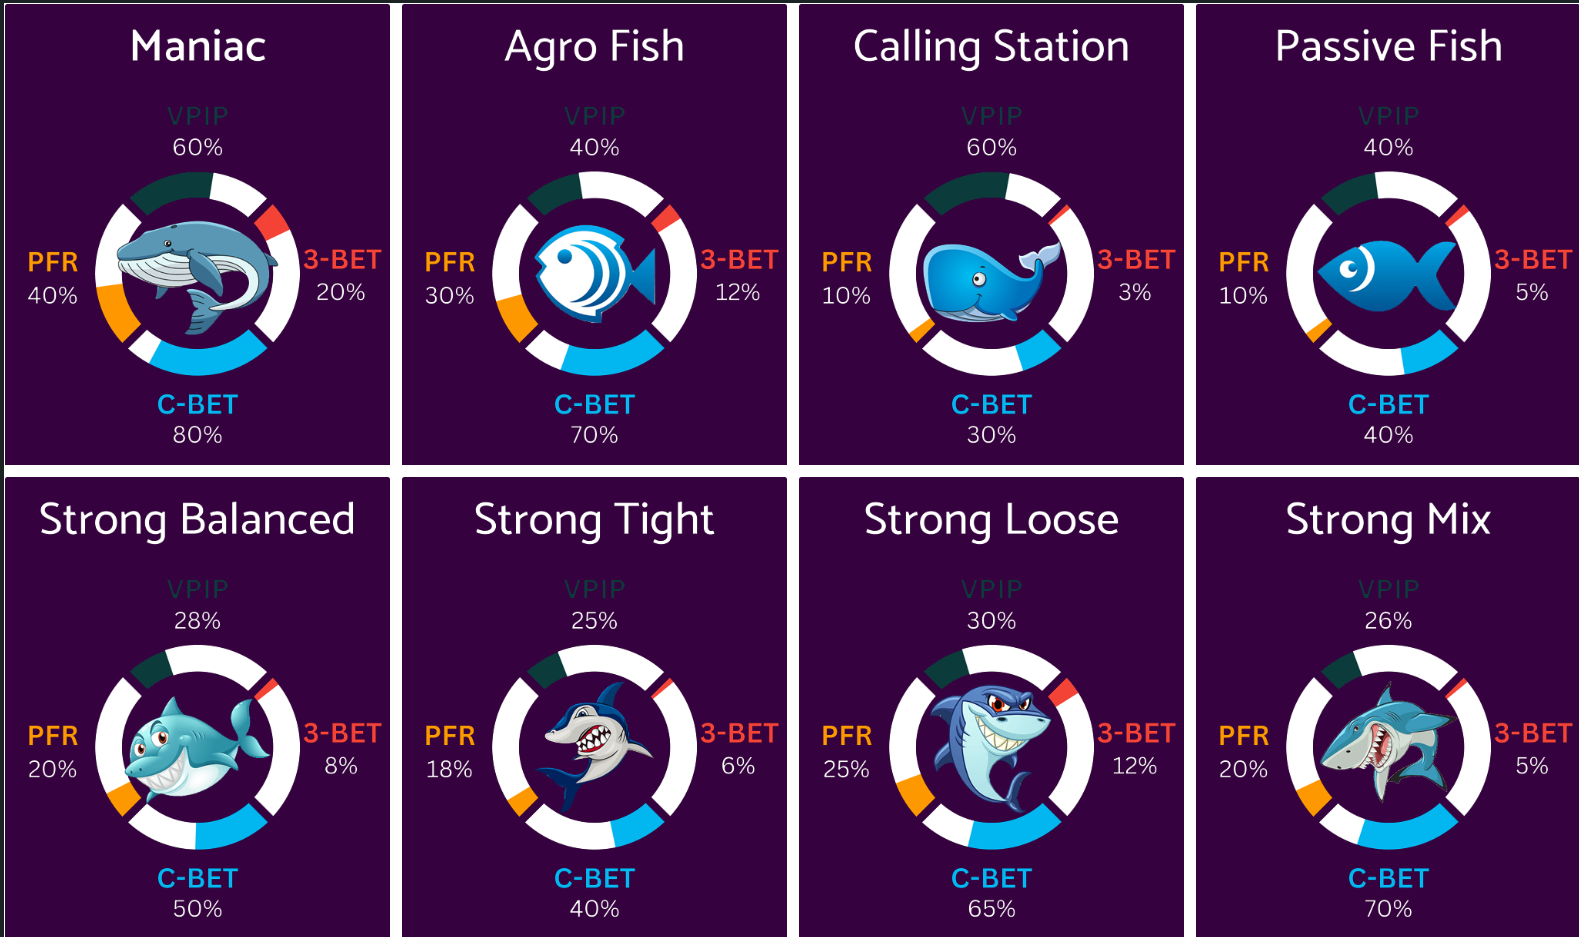 Maniac
VPIP
60%
PFR
40%
3-BET
20%
C-BET
80%
Agro Fish
VPIP
40%
PFR
30%
3-BET
12%
C-BET
70%
Calling Station
VPIP
60%
PFR
10%
3-BET
3%
C-BET
30%
Passive Fish
VPIP
40%
PFR
10%
3-BET
5%
C-BET
40%
Strong Balanced
VPIP
28%
PFR
20%
3-BET
8%
C-BET
50%
Strong Tight
VPIP
25%
PFR
18%
3-BET
6%
C-BET
40%
Strong Loose
VPIP
30%
PFR
25%
3-BET
12%
C-BET
65%
Strong Mix
VPIP
26%
PFR
20%
3-BET
5%
C-BET
70%